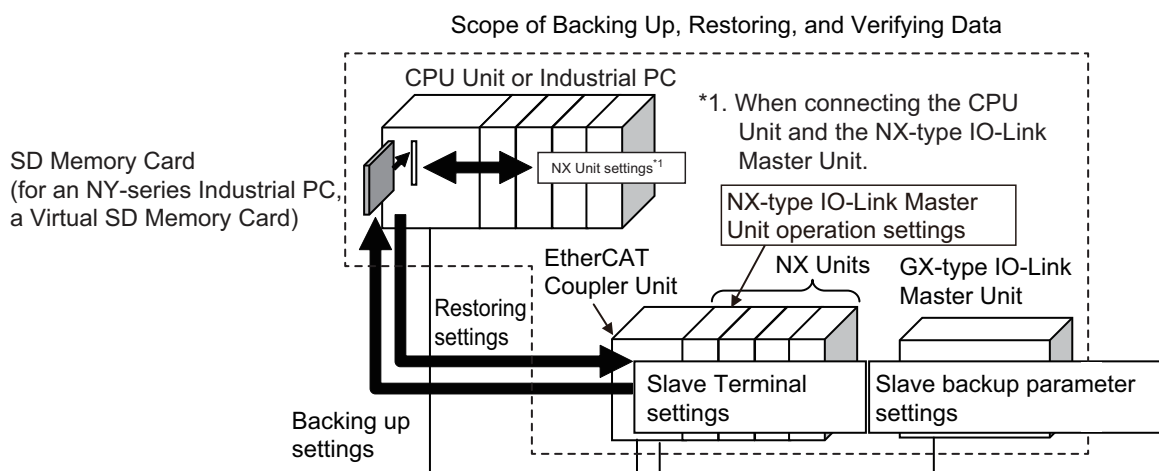 Scope of Backing Up, Restoring, and Verifying Data
CPU Unit or Industrial PC
*1. When connecting the CPU
Unit and the NX-type IO-Link
Master Unit.
SD Memory Card
(for an NY-series Industrial PC,
a Virtual SD Memory Card)
NX Unit settings*1
NX-type IO-Link Master
Unit operation settings
EtherCAT
Coupler Unit
NX Units
GX-type IO-Link
Master Unit
Restoring
settings
Slave Terminal
settings
Slave backup parameter
settings
Backing up
settings